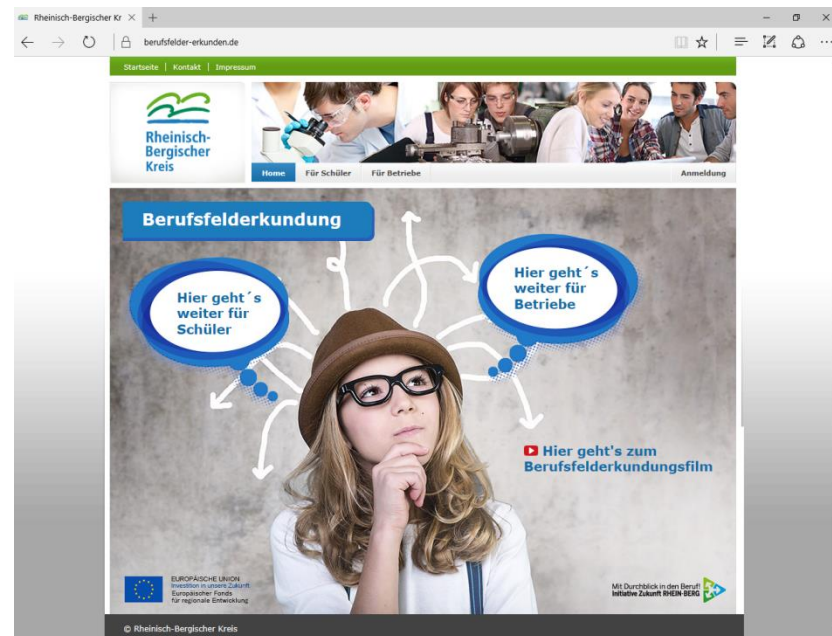 Rheinisch-Bergischer Kr
berufsfelder-erkunden.de
Startseite | Kontakt | Impressum
Rheinisch-
Bergischer
Kreis
Home Für Schüler Für Betriebe Anmeldung
Berufsfelderkundung
Hier geht´s
weiter für
Schüler
Hier geht´s
weiter für
Betriebe
Hier geht's zum
Berufsfelderkundungsfilm
EUROPÄISCHE UNION
Investition in unsere Zukunft
Europäischer Fonds
für regionale Entwicklung
Mit Durchblick in den Beruf!
Initiative Zukunft RHEIN-BERG
© Rheinisch-Bergischer Kreis